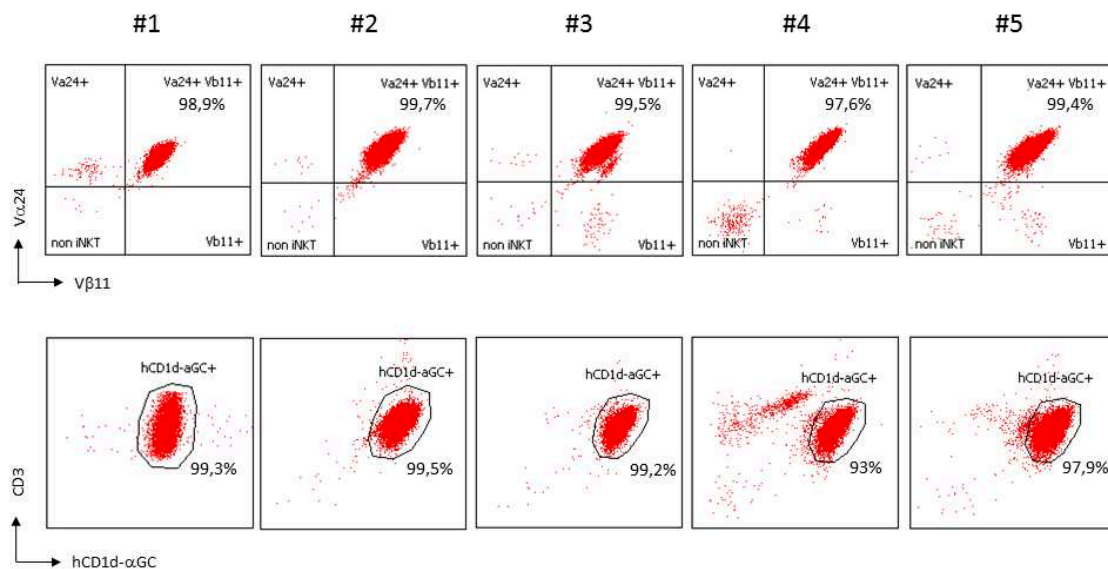 #1 #2 #3 #4 #5
Va24+ Va24+ Vb11+ Va24+ Va24+ Vb11+ Va24+ Va24+ Vb11+ Va24+ Va24+ Vb11+ Va24+ Va24+ Vb11+
98,9% 99,7% 99,5% 97,6% 99,4%
Vα24
non iNKT Vb11+ non iNKT Vb11+ non iNKT Vb11+ non iNKT Vb11+ non iNKT Vb11+
Vβ11
hCD1d-aGC+ hCD1d-aGC+ hCD1d-aGC+ hCD1d-aGC+ hCD1d-aGC+
99,3% 99,5% 99,2% 93% 97,9%
CD3
hCD1d-αGC